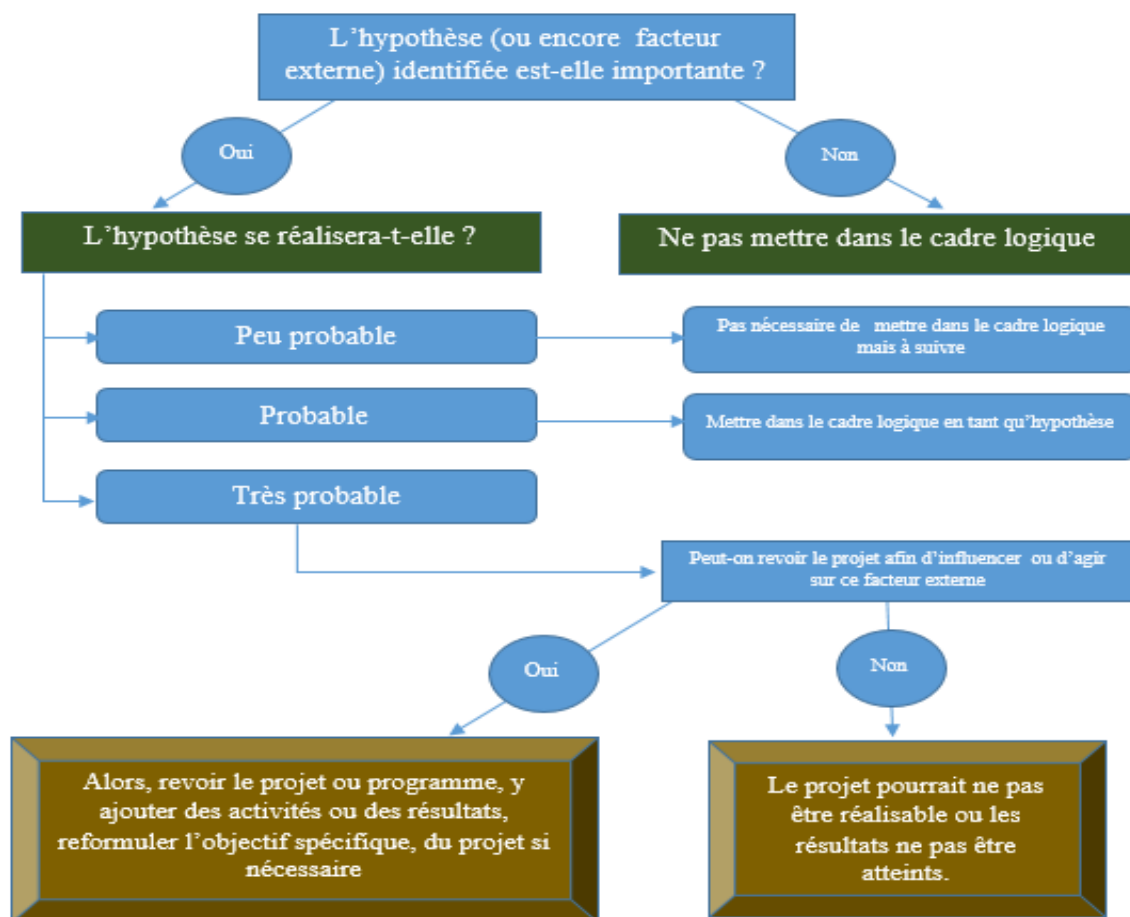 L'hypothèse (ou encore facteur
externe) identifiée est-elle importante ?
Oui
Non
L'hypothèse se réalisera-t-elle ?
Ne pas mettre dans le cadre logique
Peu probable
Pas nécessaire de mettre dans le cadre logique
mais à suivre
Probable
Mettre dans le cadre logique en tant qu'hypothèse
Très probable
Peut-on revoir le projet afin d'influencer ou d'agir
sur ce facteur externe
Oui
Non
Alors, revoir le projet ou programme, y
ajouter des activités ou des résultats,
reformuler l'objectif spécifique, du projet si
nécessaire
Le projet pourrait ne pas
être réalisable ou les
résultats ne pas être
atteints.